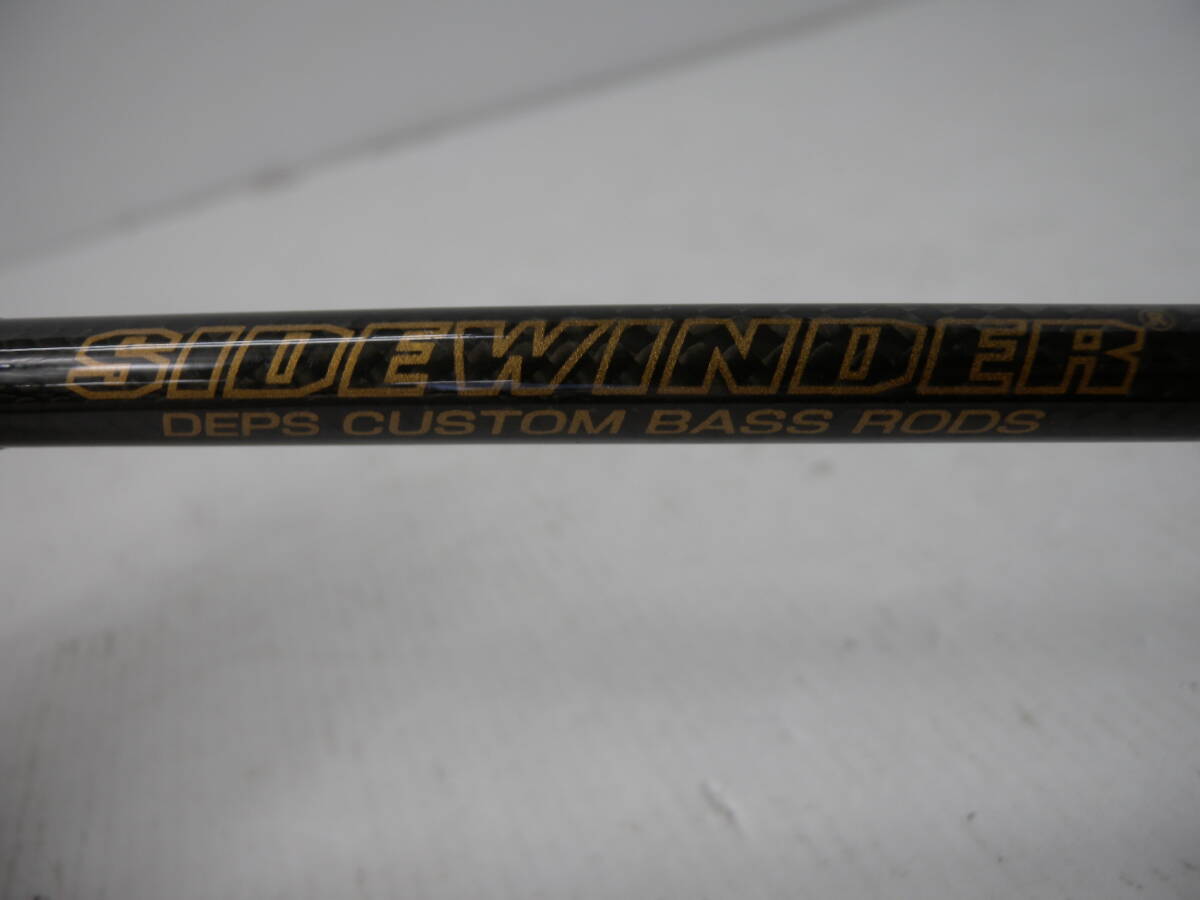 SIDEWINDER®
DEPS CUSTOM BASS RODS